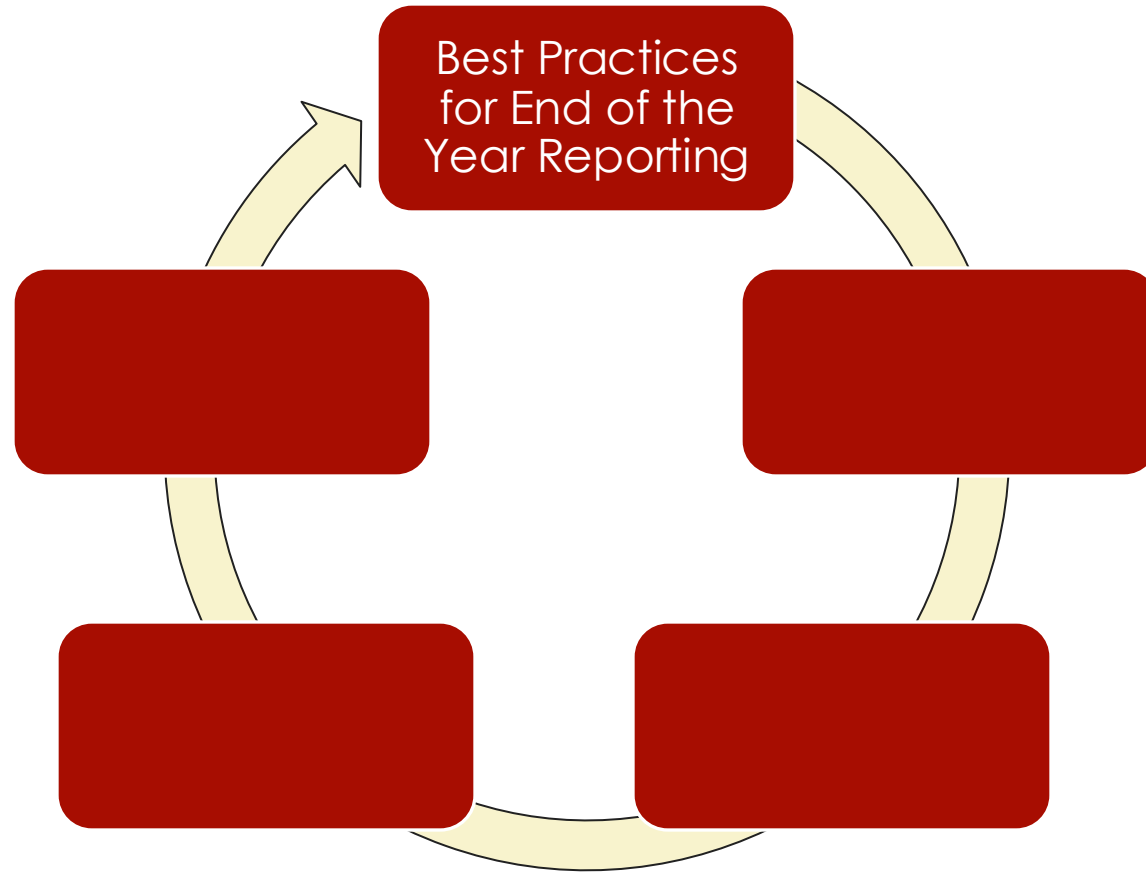 Best Practices
for End of the
Year Reporting